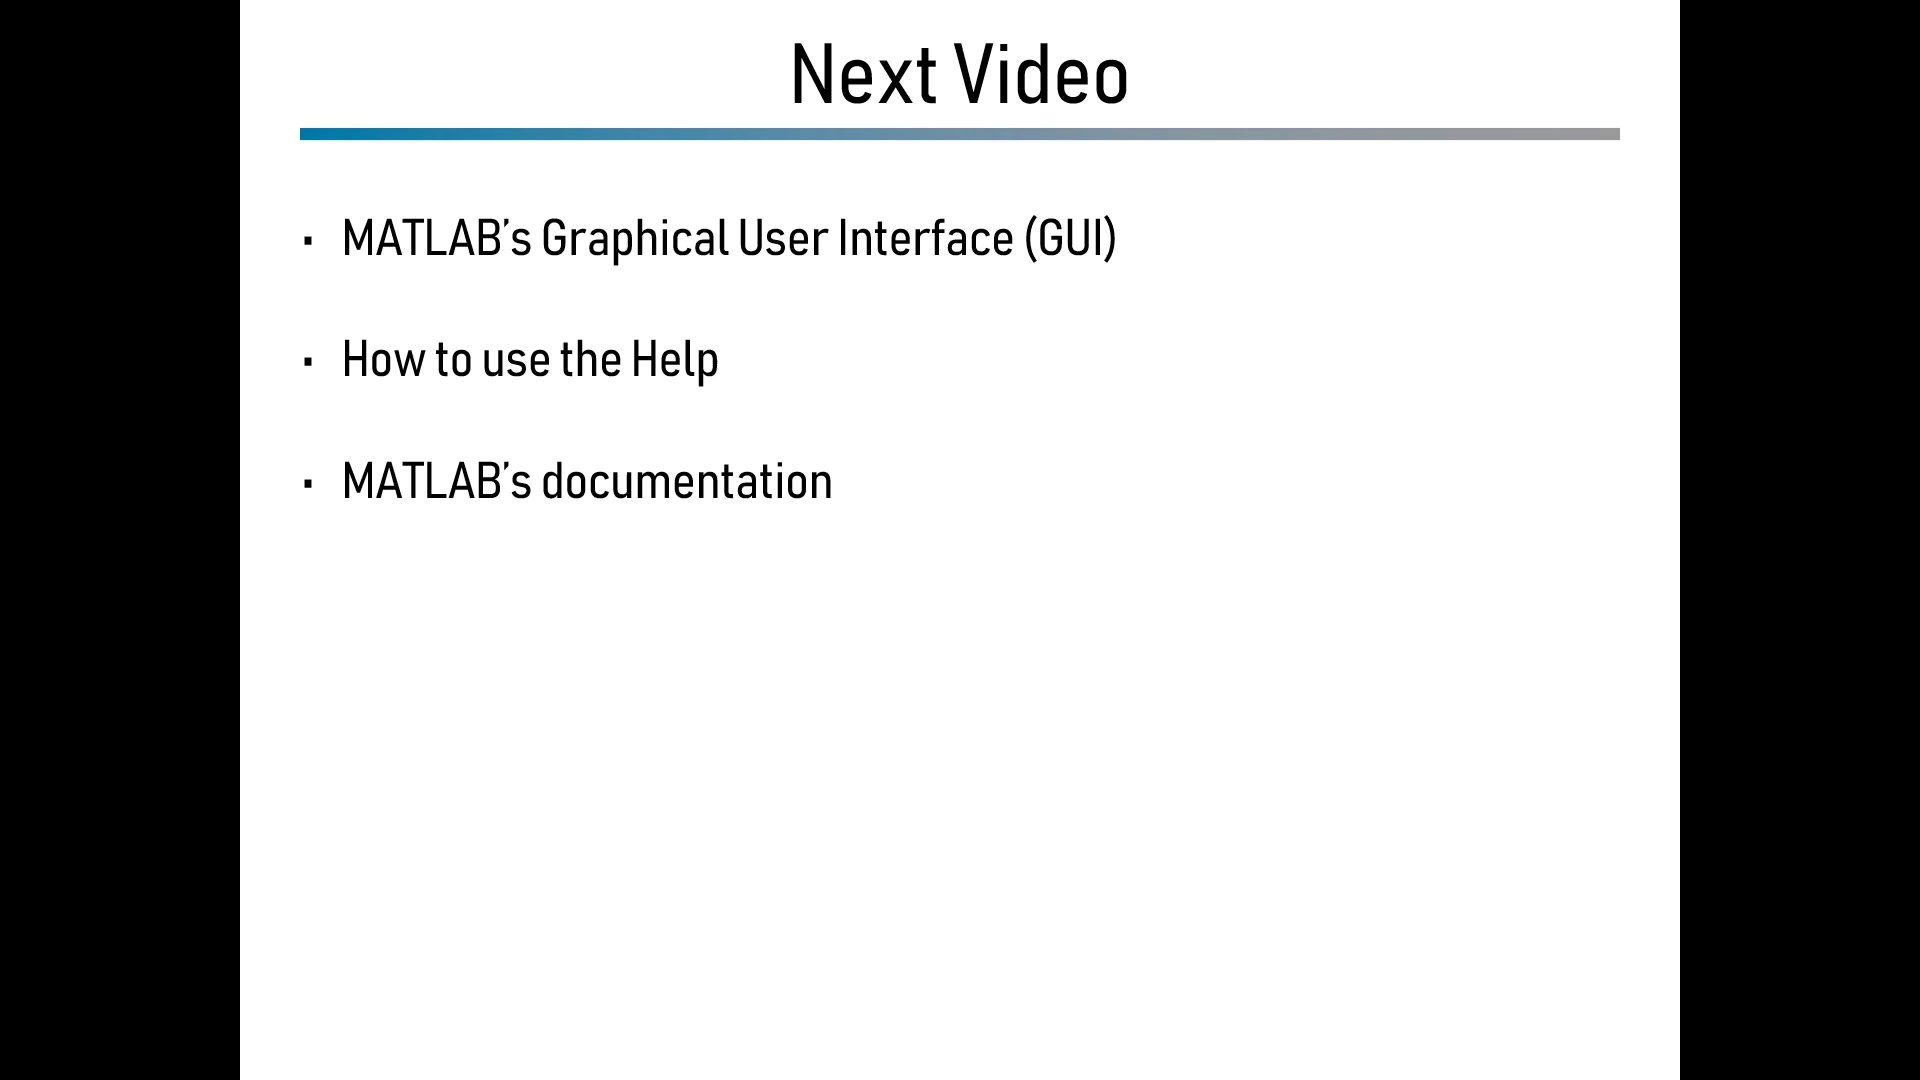 Next Video
▪ MATLAB’s Graphical User Interface (GUI)
▪ How to use the Help
▪ MATLAB’s documentation